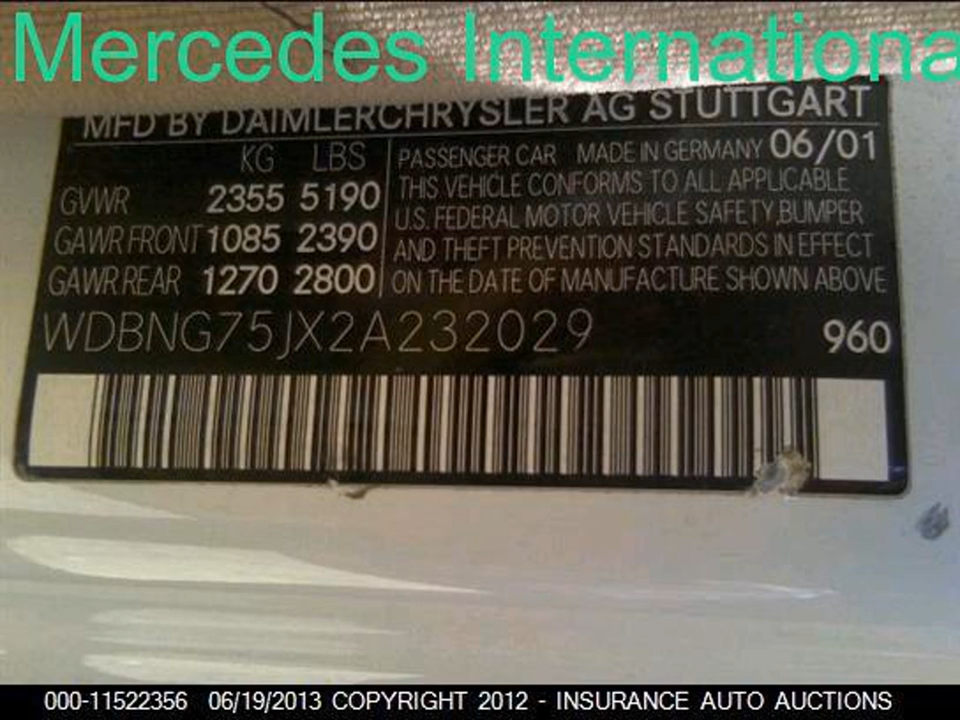 Mercedes Internationa
MFD BY DAIMLERCHRYSLER AG STUTTGART
KG LBS
GVWR 2355 5190
GAWR FRONT 1085 2390
GAWR REAR 1270 2800
PASSENGER CAR MADE IN GERMANY 06/01
THIS VEHICLE CONFORMS TO ALL APPLICABLE
U.S. FEDERAL MOTOR VEHICLE SAFETY,BUMPER
AND THEFT PREVENTION STANDARDS IN EFFECT
ON THE DATE OF MANUFACTURE SHOWN ABOVE
WDBNG75JX2A232029 960
000-11522356 06/19/2013 COPYRIGHT 2012 - INSURANCE AUTO AUCTIONS